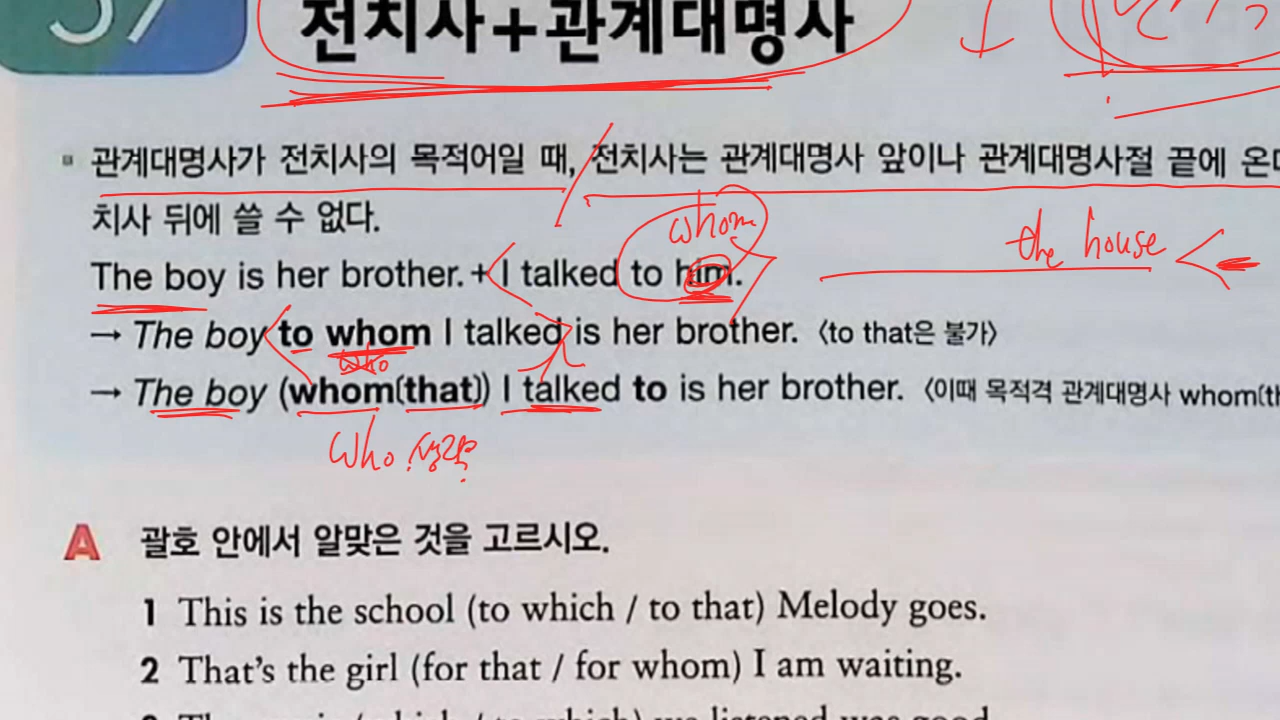 37
전치사+관계대명사
관계대명사가 전치사의 목적어일 때, 전치사는 관계대명사 앞이나 관계대명사절 끝에
치사 뒤에 쓸 수 없다.
whom
the house
The boy is her brother. + I talked to him.
→ The boy to whom I talked is her brother. 〈to that은 불가〉
who
→ The boy (whom(that)) I talked to is her brother. 〈이때 목적격 관계대명사
who 생략
A 괄호 안에서 알맞은 것을 고르시오.
1 This is the school (to which / to that) Melody goes.
2 That's the girl (for that / for whom) I am waiting.